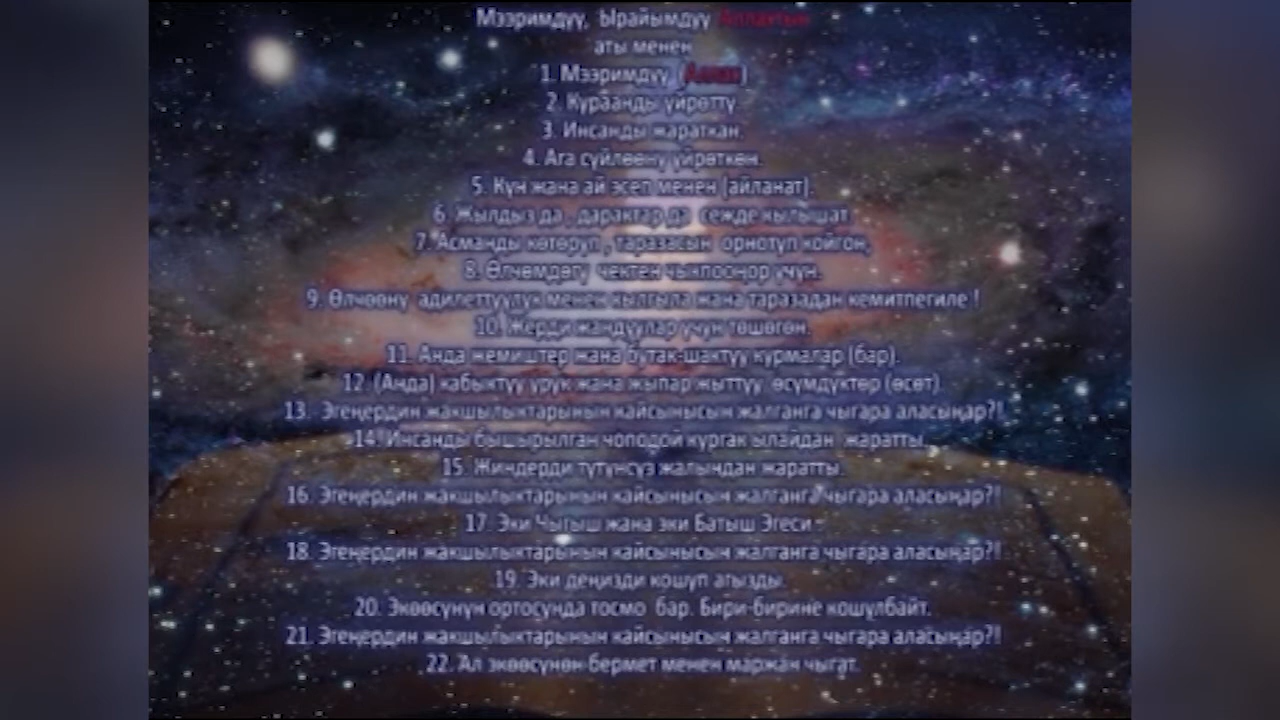 Мээримдүү, Ырайымдуу Аллахтын
аты менен
1. Мээримдүү (Аллах)
2. Кураанды үйрөттү.
3. Инсанды жараткан.
4. Ага сүйлөөнү үйрөткөн.
5. Күн жана ай эсеп менен (айланат).
6. Жылдыз да , дарактар да сежде кылышат
7. Асманды көтөрүп , таразасын орнотуп койгон,
8. Өлчөмдөгү чектен чыкпооңор үчүн.
9. Өлчөөнү адилеттүүлүк менен кылгыла жана таразадан кемитпегиле !
10. Жерди жандуулар үчүн төшөгөн.
11. Анда жемиштер жана бутак-шактуу курмалар (бар).
12. (Анда) кабыктуу урук жана жыпар жыттуу өсүмдүктөр (өсөт)
13. Эгеңердин жакшылыктарынын кайсынысын жалганга чыгара аласыңар?!
14. Инсанды бышырылган чоподой кургак ылайдан жаратты.
15. Жиндерди түтүнсүз жалындан жаратты.
16. Эгеңердин жакшылыктарынын кайсынысын жалганга чыгара аласыңар?!
17. Эки Чыгыш жана эки Батыш Эгеси -
18. Эгеңердин жакшылыктарынын кайсынысын жалганга чыгара аласыңар?!
19. Эки деңизди кошуп агызды.
20. Экөөсүнүн ортосунда тосмо бар. Бири-бирине кошулбайт.
21. Эгеңердин жакшылыктарынын кайсынысын жалганга чыгара аласыңар?!
22. Ал экөөсүнөн бермет менен маржан чыгат.